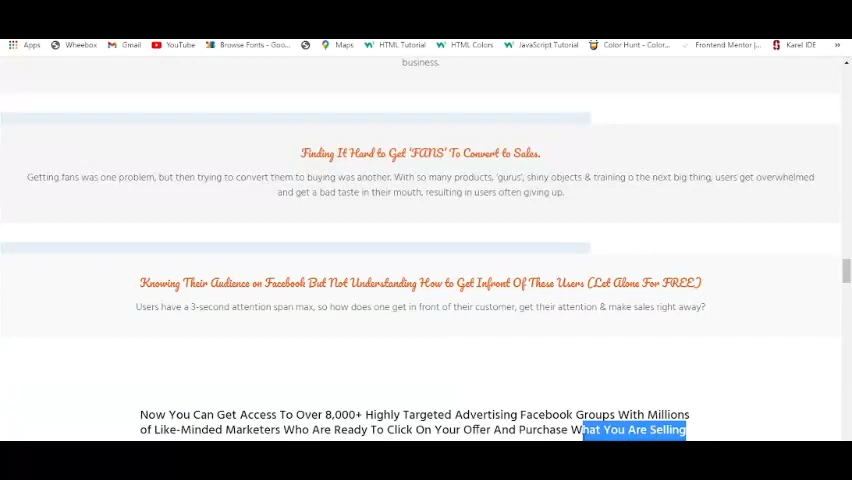 Apps Wheebox Gmail YouTube Browse Fonts - Goo... Maps HTML Tutorial HTML Colors JavaScript Tutorial Color Hunt - Color... Frontend Mentor |... Karel IDE »
business.
Finding It Hard to Get 'FANS' To Convert to Sales.
Getting fans was one problem, but then trying to convert them to buying was another. With so many products, 'gurus', shiny objects & training o the next big thing, users get overwhelmed
and get a bad taste in their mouth, resulting in users often giving up.
Knowing Their Audience on Facebook But Not Understanding How to Get Infront Of These Users (Let Alone For FREE)
Users have a 3-second attention span max, so how does one get in front of their customer, get their attention & make sales right away?
Now You Can Get Access To Over 8,000+ Highly Targeted Advertising Facebook Groups With Millions
of Like-Minded Marketers Who Are Ready To Click On Your Offer And Purchase What You Are Selling